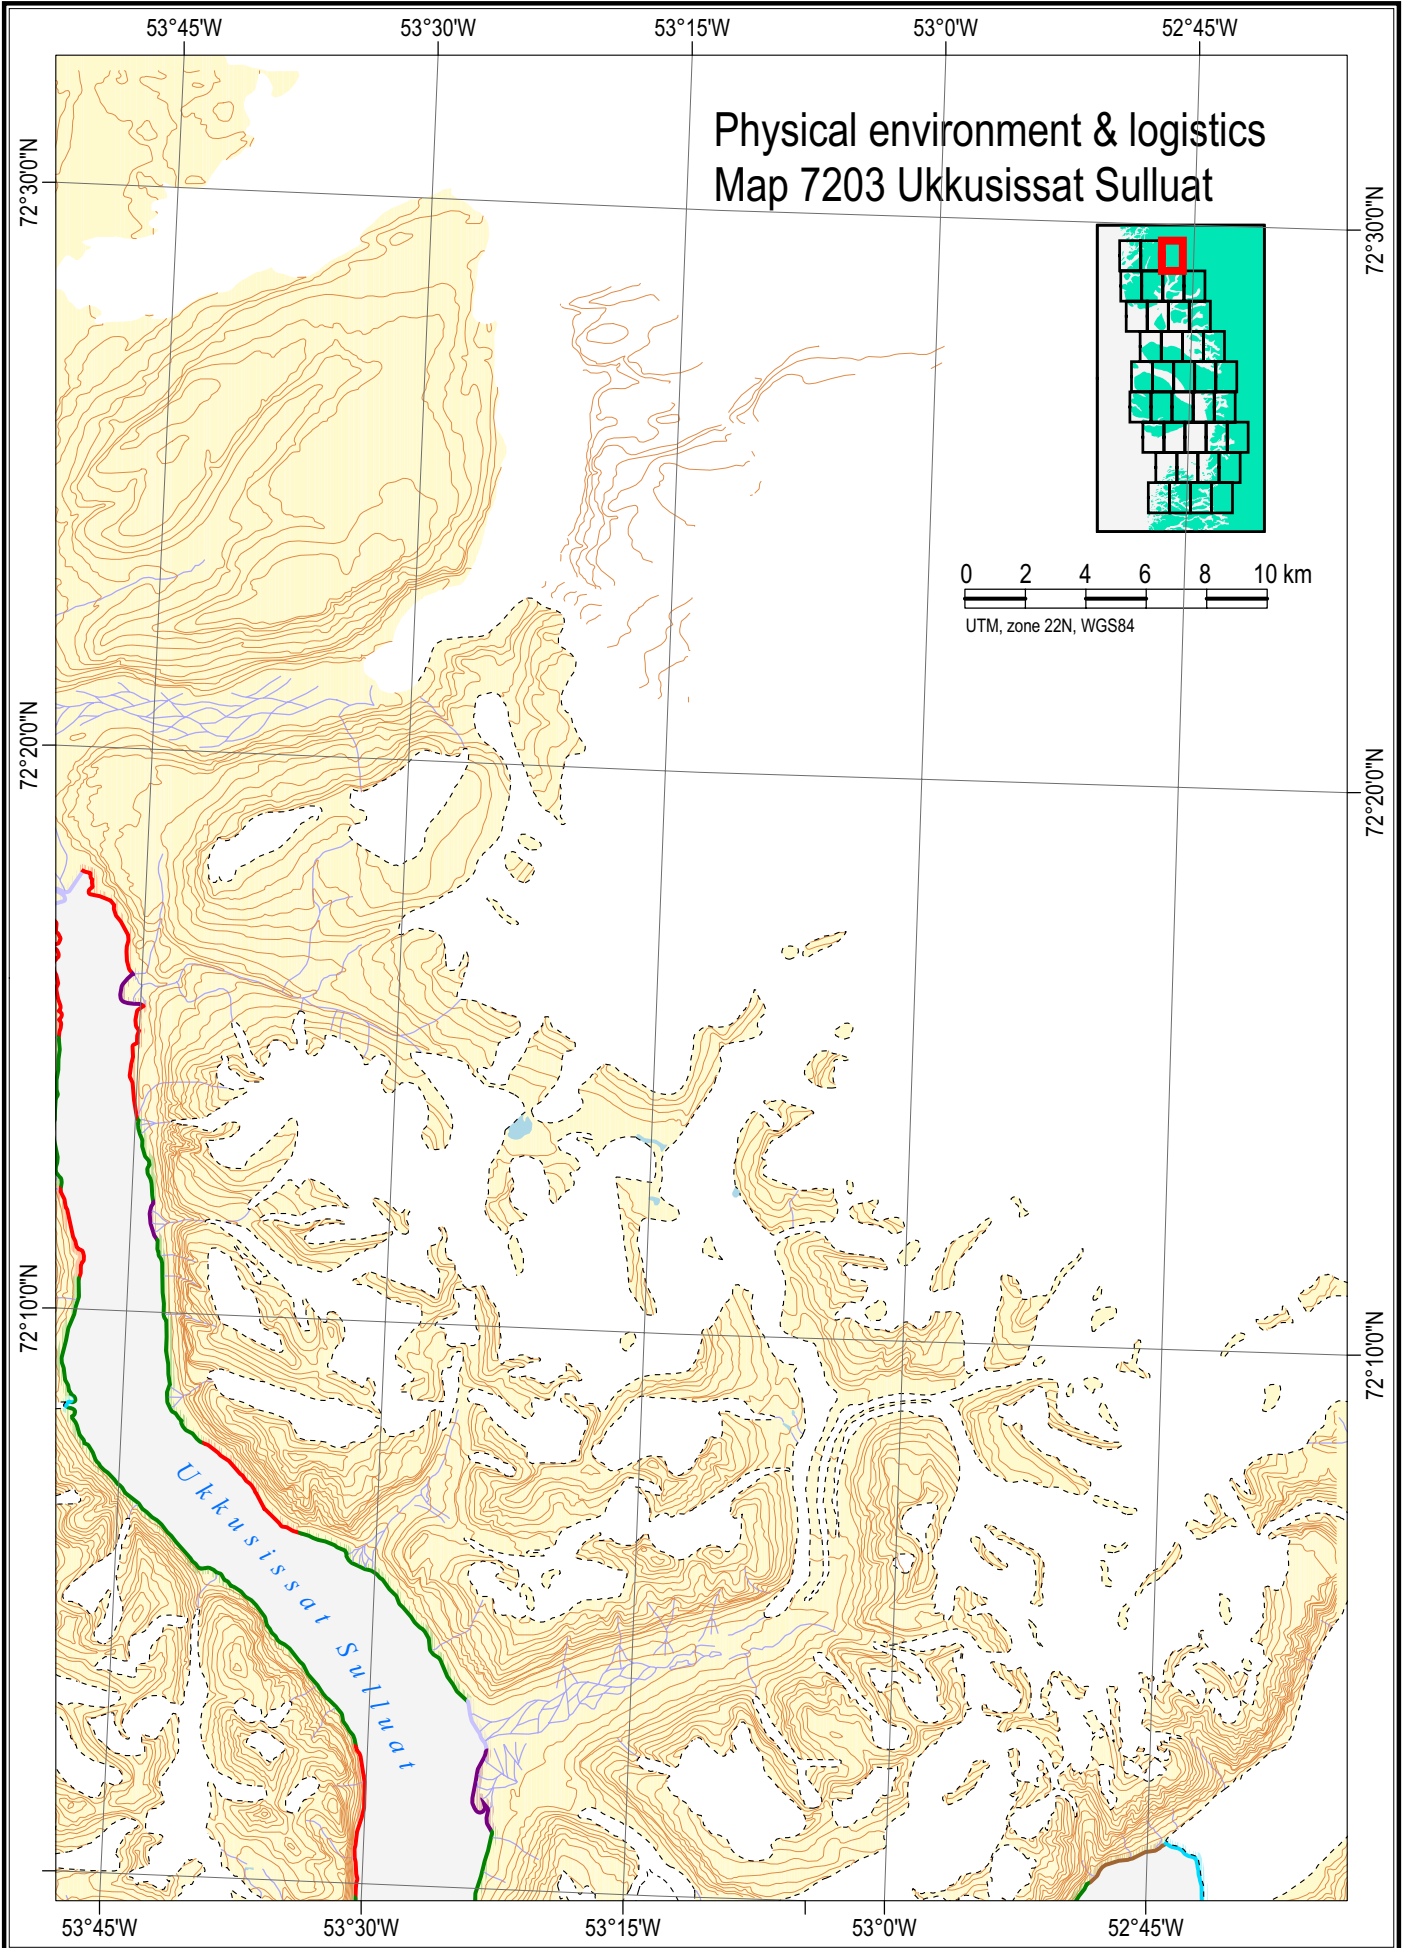 53°45'W 53°30'W 53°15'W 53°0'W 52°45'W
Physical environment & logistics
Map 7203 Ukkusissat Sulluat
72°30'0"N
72°30'0"N
0 2 4 6 8 10 km
UTM, zone 22N, WGS84
72°20'0"N
72°20'0"N
72°10'0"N
72°10'0"N
Ukkusissat Sulluat
53°45'W 53°30'W 53°15'W 53°0'W 52°45'W